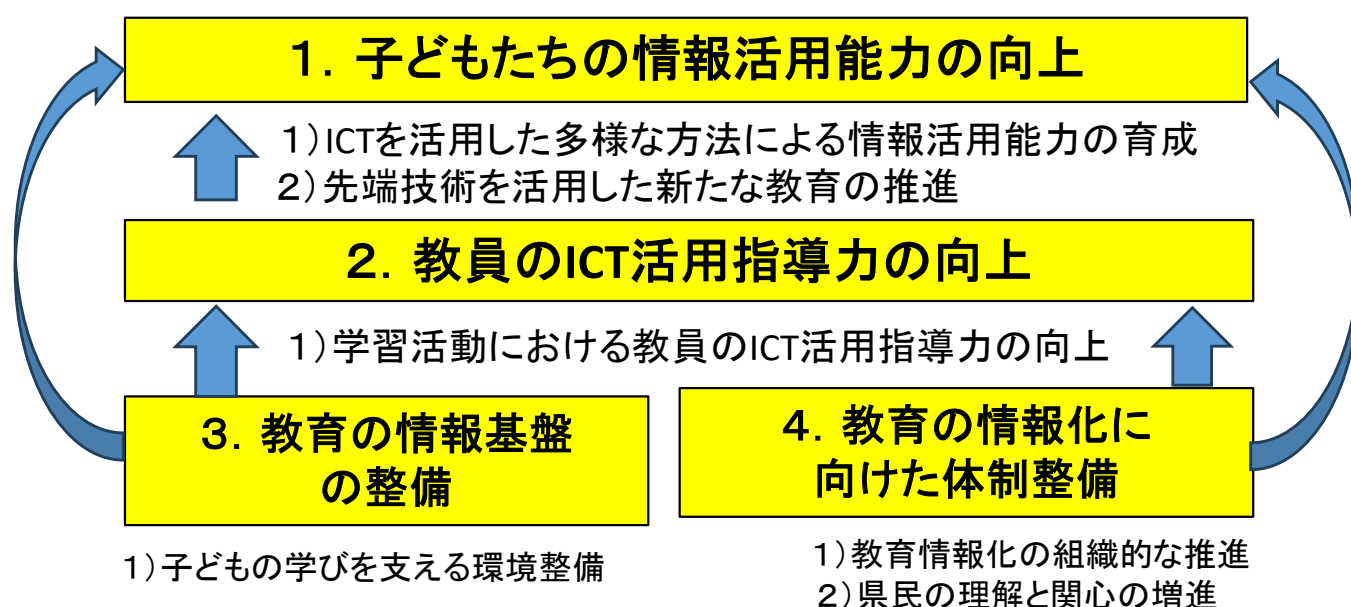 １．子どもたちの情報活用能力の向上
１）ICTを活用した多様な方法による情報活用能力の育成
２）先端技術を活用した新たな教育の推進
２．教員のICT活用指導力の向上
１）学習活動における教員のICT活用指導力の向上
３．教育の情報基盤
の整備
１）子どもの学びを支える環境整備
４．教育の情報化に
向けた体制整備
１）教育情報化の組織的な推進
２）県民の理解と関心の増進